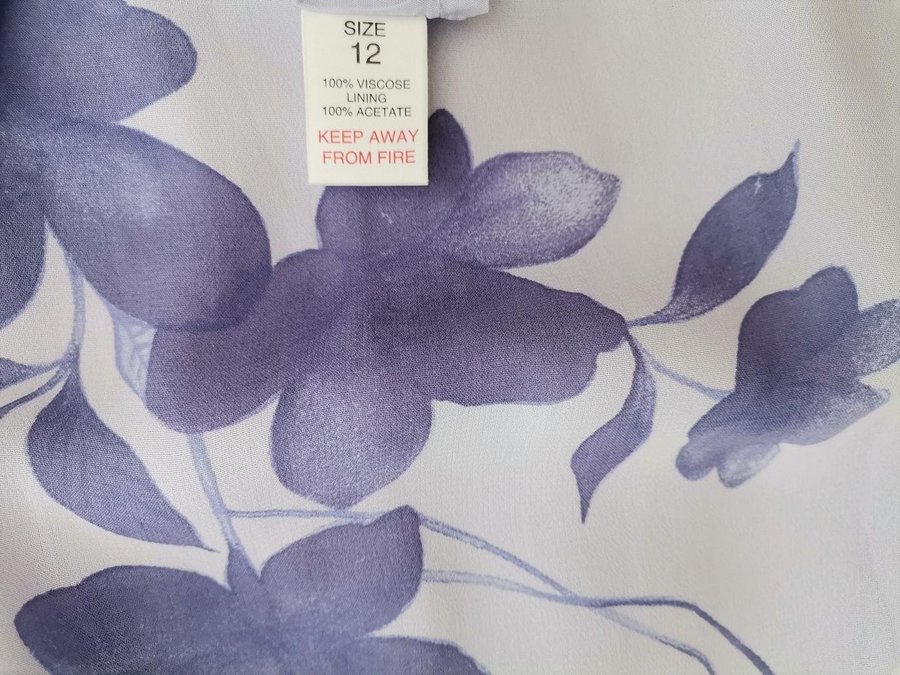 SIZE
12
100% VISCOSE
LINING
100% ACETATE
KEEP AWAY
FROM FIRE